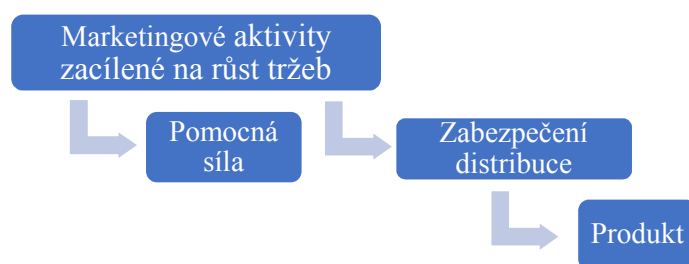 Marketingové aktivity
zacílené na růst tržeb
Pomocná
síla
Zabezpečení
distribuce
Produkt